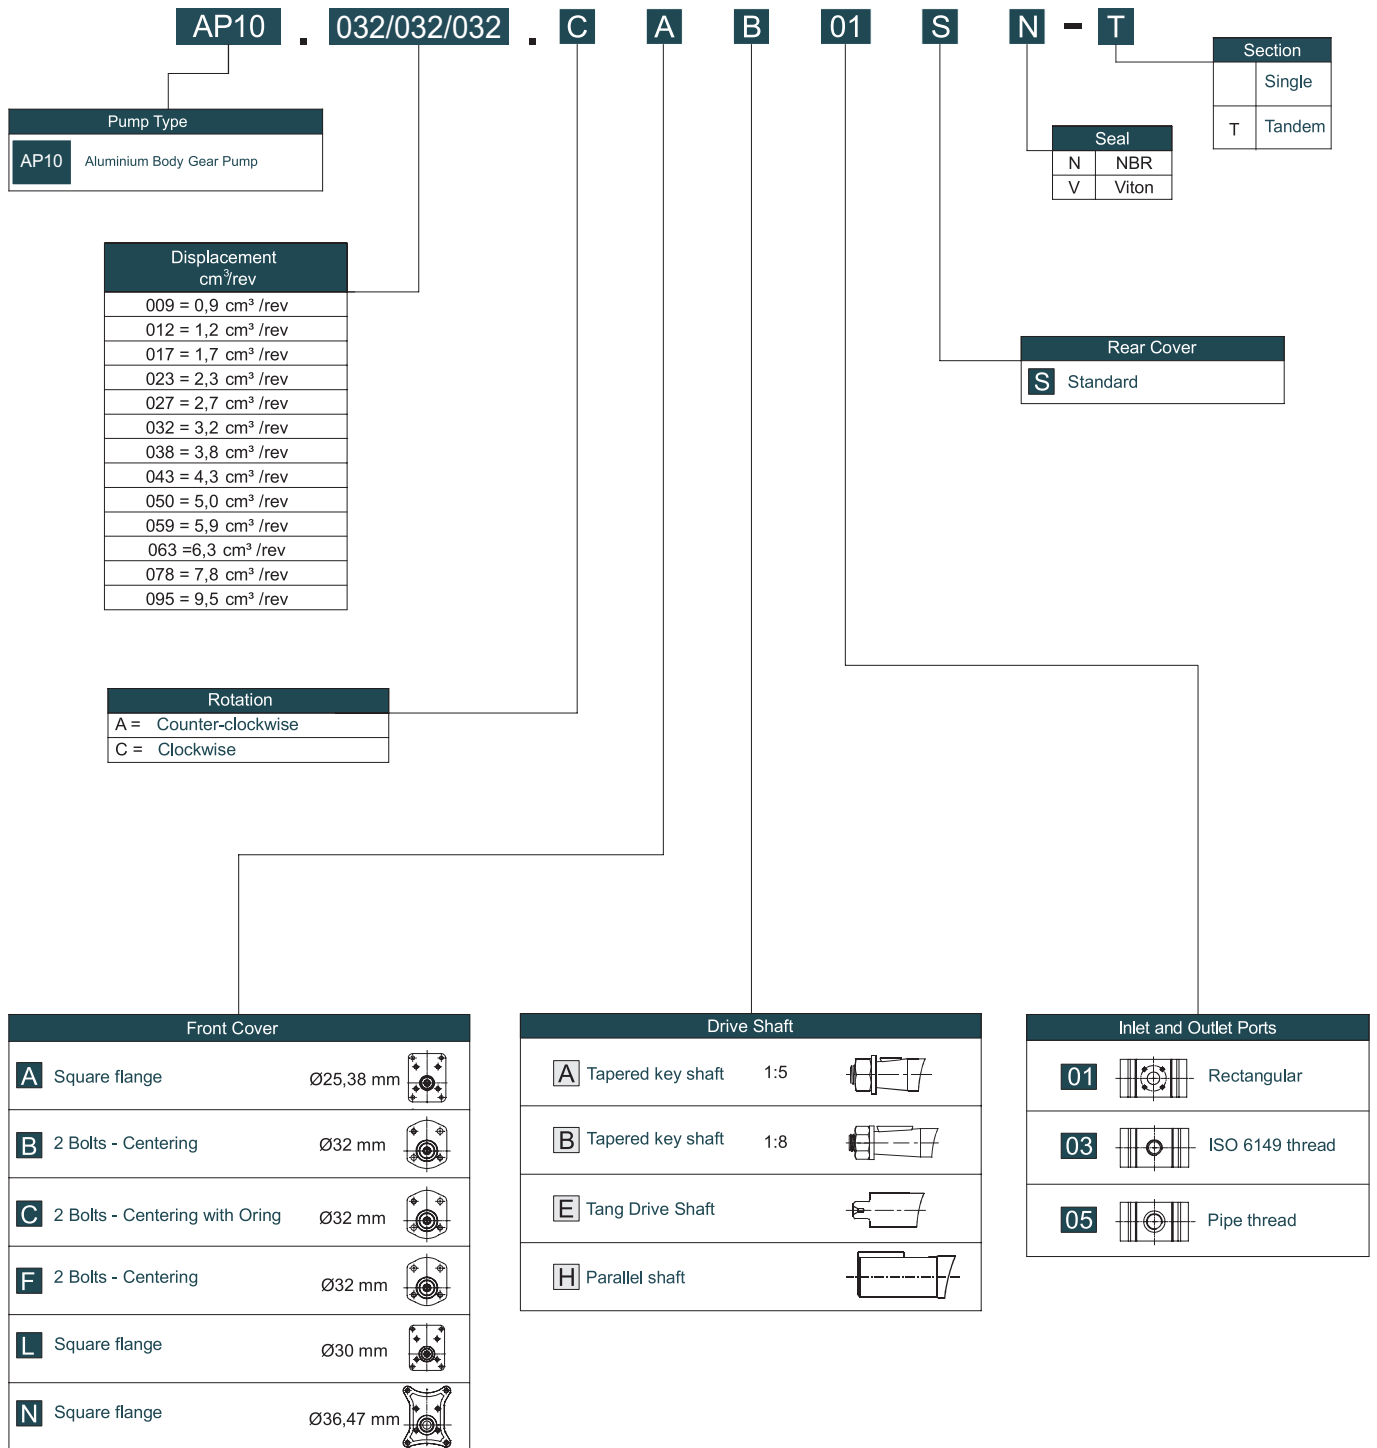 AP10 . 032/032/032 . C A B 01 S N - T
Section
Single
T Tandem
Pump Type
AP10 Aluminium Body Gear Pump
Seal
N NBR
V Viton
Displacement
cm³/rev
009 = 0,9 cm³ /rev
012 = 1,2 cm³ /rev
017 = 1,7 cm³ /rev
023 = 2,3 cm³ /rev
027 = 2,7 cm³ /rev
032 = 3,2 cm³ /rev
038 = 3,8 cm³ /rev
043 = 4,3 cm³ /rev
050 = 5,0 cm³ /rev
059 = 5,9 cm³ /rev
063 =6,3 cm³ /rev
078 = 7,8 cm³ /rev
095 = 9,5 cm³ /rev
Rear Cover
S Standard
Rotation
A = Counter-clockwise
C = Clockwise
Front Cover
A Square flange Ø25,38 mm
B 2 Bolts - Centering Ø32 mm
C 2 Bolts - Centering with Oring Ø32 mm
F 2 Bolts - Centering Ø32 mm
L Square flange Ø30 mm
N Square flange Ø36,47 mm
Drive Shaft
A Tapered key shaft 1:5
B Tapered key shaft 1:8
E Tang Drive Shaft
H Parallel shaft
Inlet and Outlet Ports
01 Rectangular
03 ISO 6149 thread
05 Pipe thread